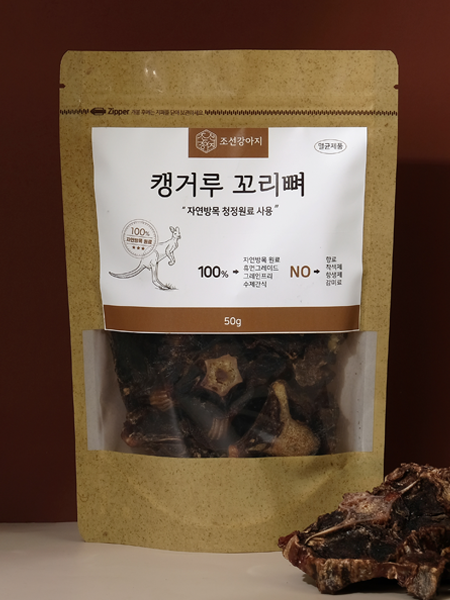 Zipper
조선강아지
멸균제품
캥거루 꼬리뼈
“ 자연방목 청정원료 사용 ”
100%
자연방목 원료
100%
자연방목 원료
휴먼그레이드
그레인프리
수제간식
NO
향료
착색제
항생제
감미료
50g